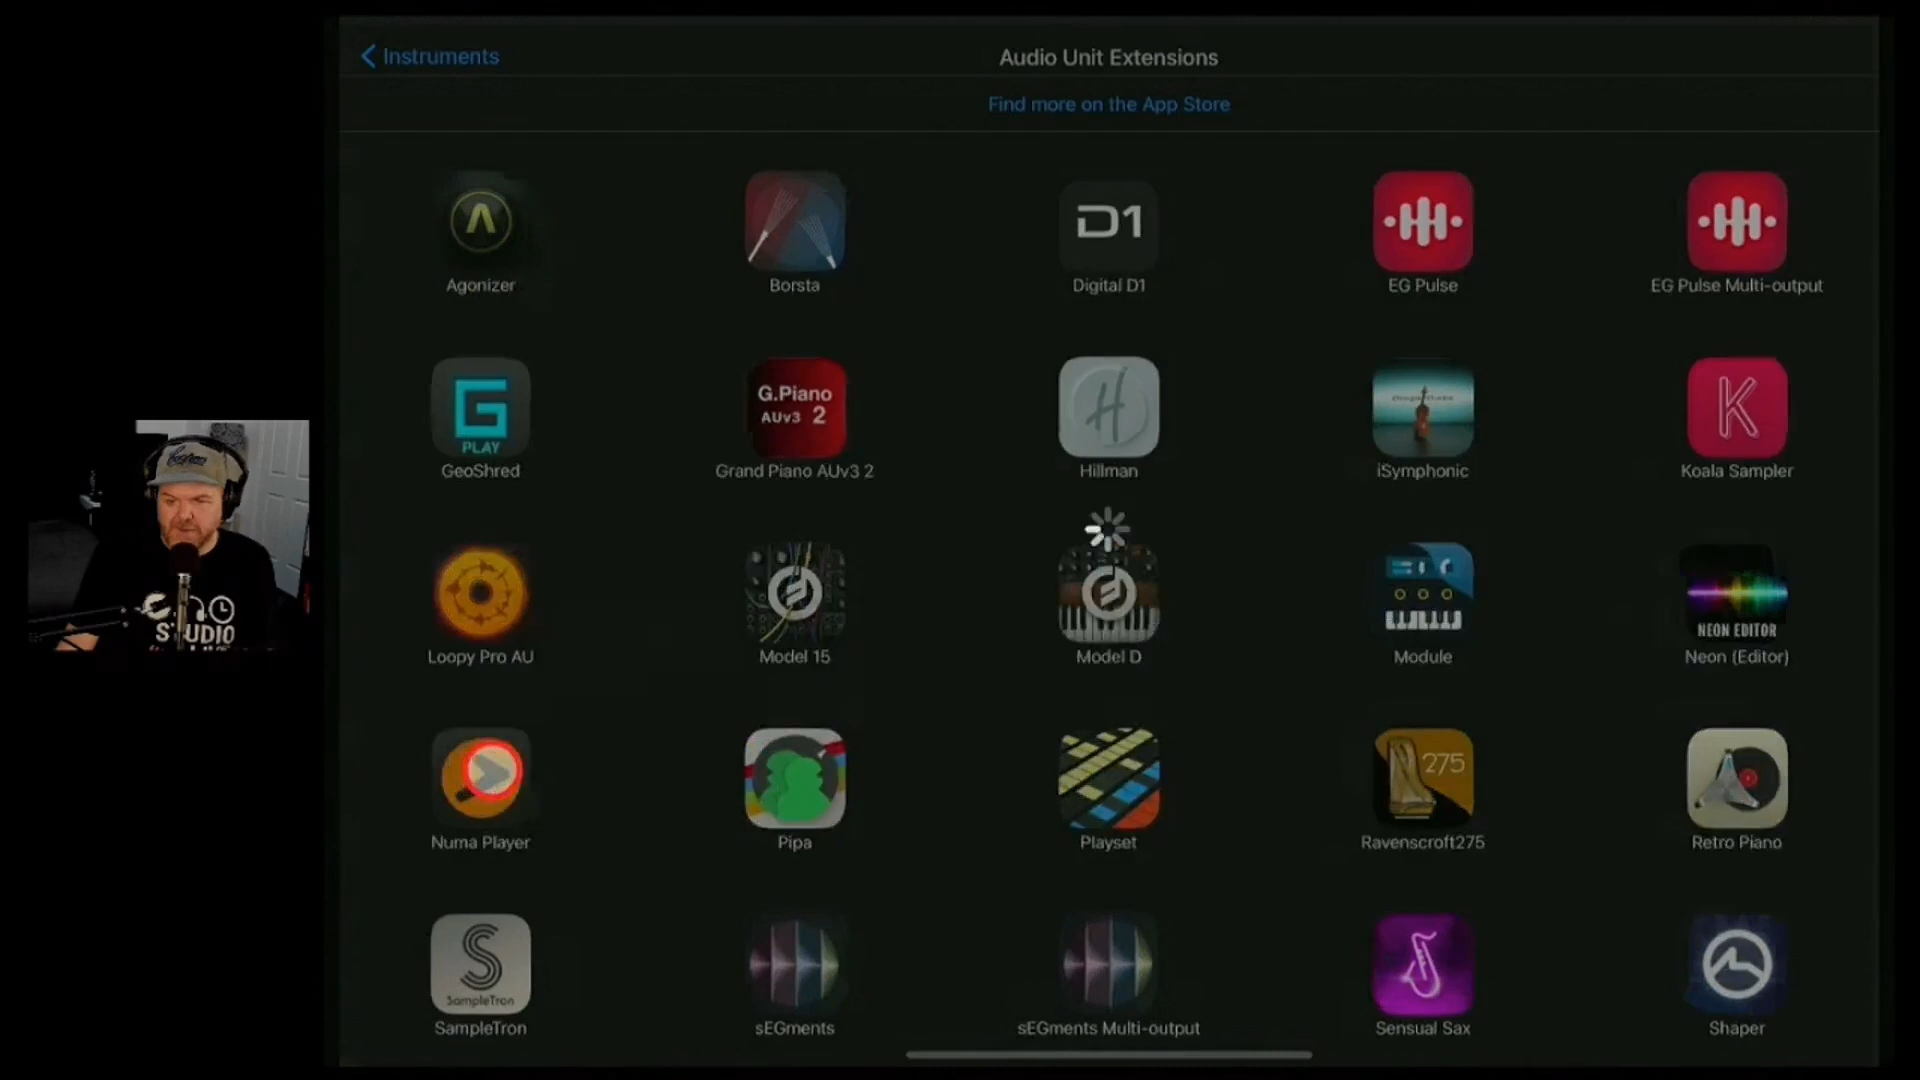 Instruments
Audio Unit Extensions
Find more on the App Store
D1
Agonizer
Borsta
Digital D1
EG Pulse
EG Pulse Multi-output
G.Piano
AUv3 2
PLAY
GeoShred
Grand Piano AUv3 2
Hillman
iSymphonic
Koala Sampler
NEON EDITOR
Loopy Pro AU
Model 15
Model D
Module
Neon (Editor)
275
Numa Player
Pipa
Playset
Ravenscroft275
Retro Piano
STUDIO
SampleTron
SampleTron
sEGments
sEGments Multi-output
Sensual Sax
Shaper